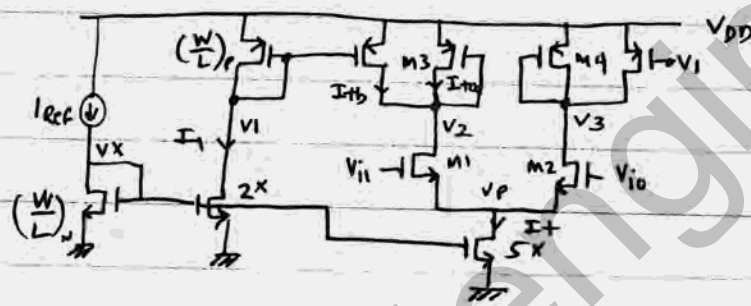 VDD
(W/L)P
M3
M4
V1
IREF
Itb
Ita
VX
I1
V1
V2
V3
Vi1
M1
M2
Vi0
(W/L)N
2X
VP
It
5X